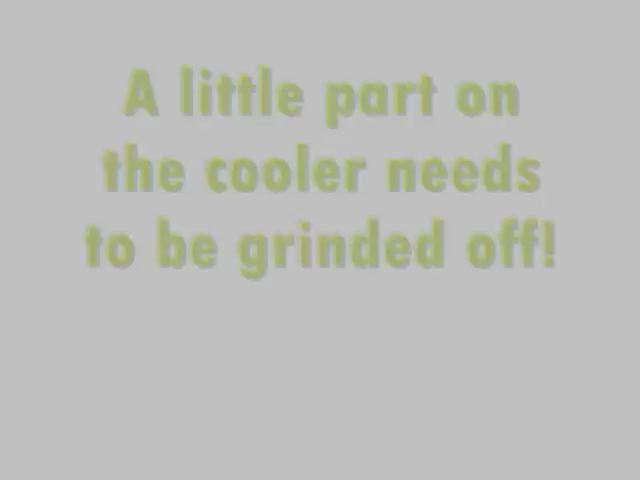 A little part on
the cooler needs
to be grinded off!